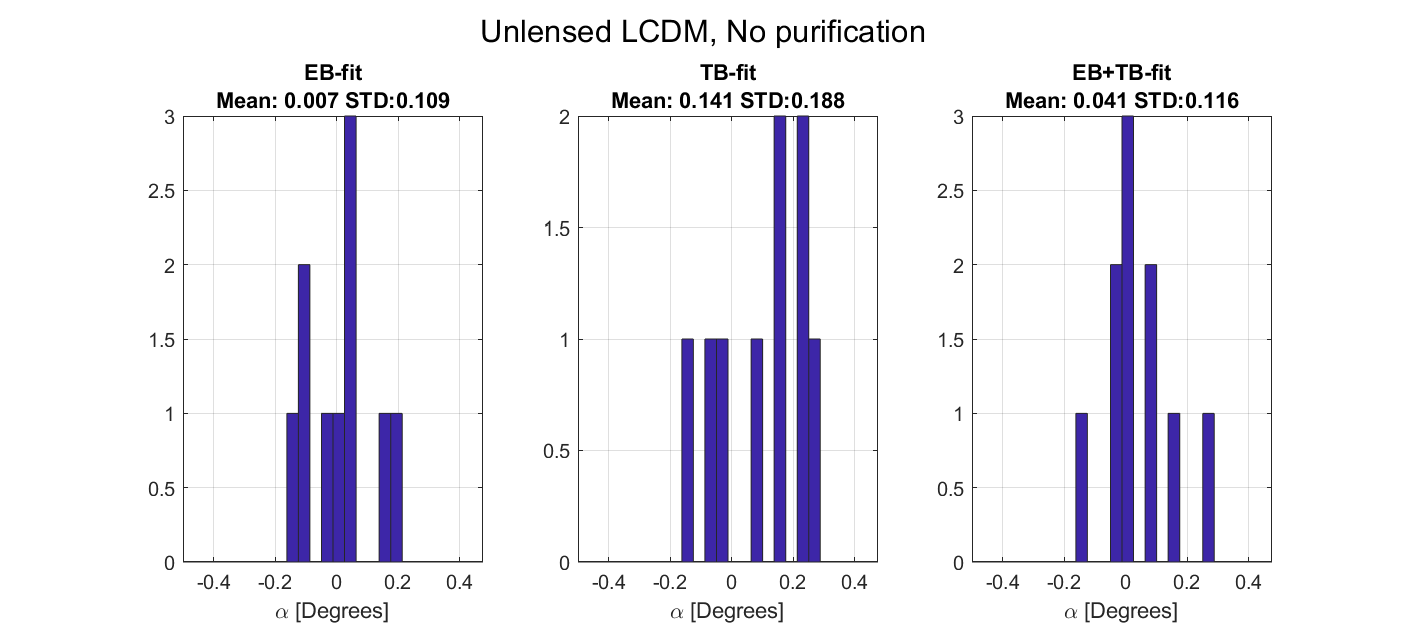 Unlensed LCDM, No purification
EB-fit
Mean: 0.007 STD:0.109
3
2.5
2
1.5
1
0.5
0
-0.4 -0.2 0 0.2 0.4
α [Degrees]
TB-fit
Mean: 0.141 STD:0.188
2
1.5
1
0.5
0
-0.4 -0.2 0 0.2 0.4
α [Degrees]
EB+TB-fit
Mean: 0.041 STD:0.116
3
2.5
2
1.5
1
0.5
0
-0.4 -0.2 0 0.2 0.4
α [Degrees]